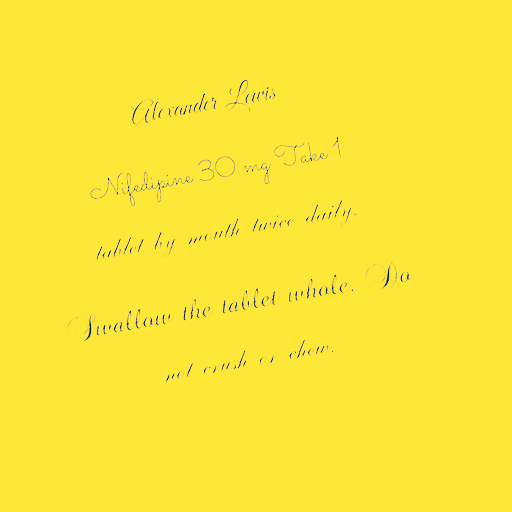 Alexander Lewis
Nifedipine 30 mg Take 1
tablet by mouth twice daily.
Swallow the tablet whole. Do
not crush or chew.